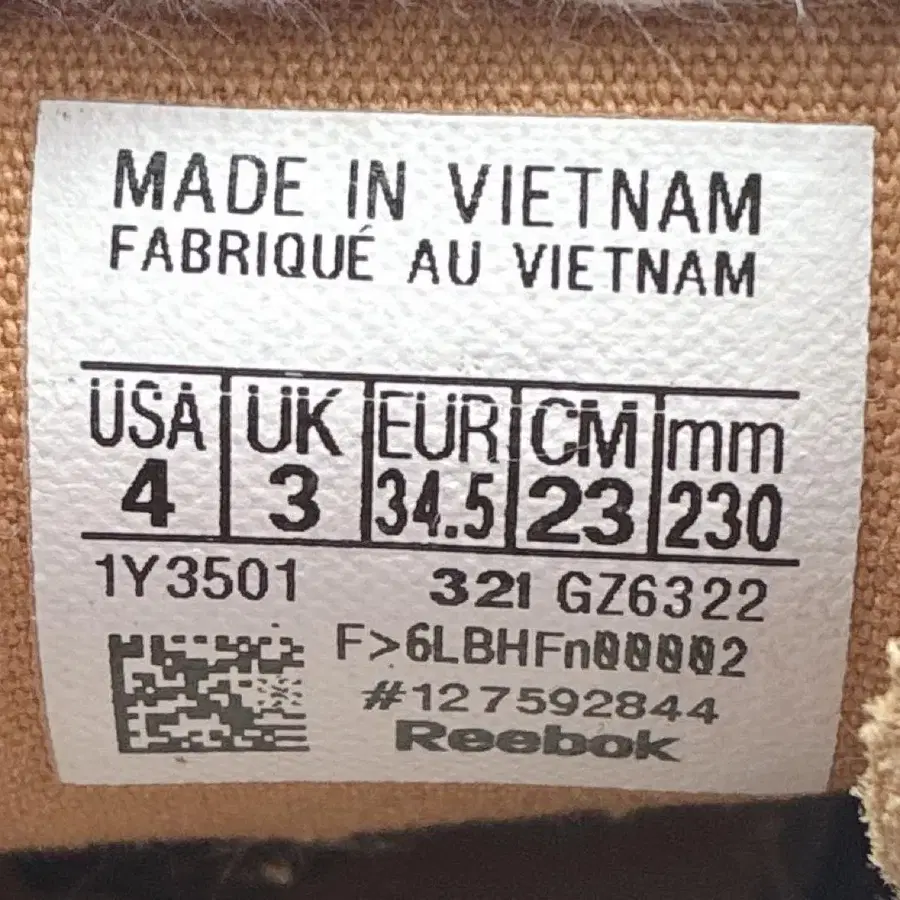 MADE IN VIETNAM
FABRIQUÉ AU VIETNAM
USA UK EUR CM mm
4 3 34.5 23 230
1Y3501 321 GZ6322
F>6LBHFn00002
#127592844
Reebok